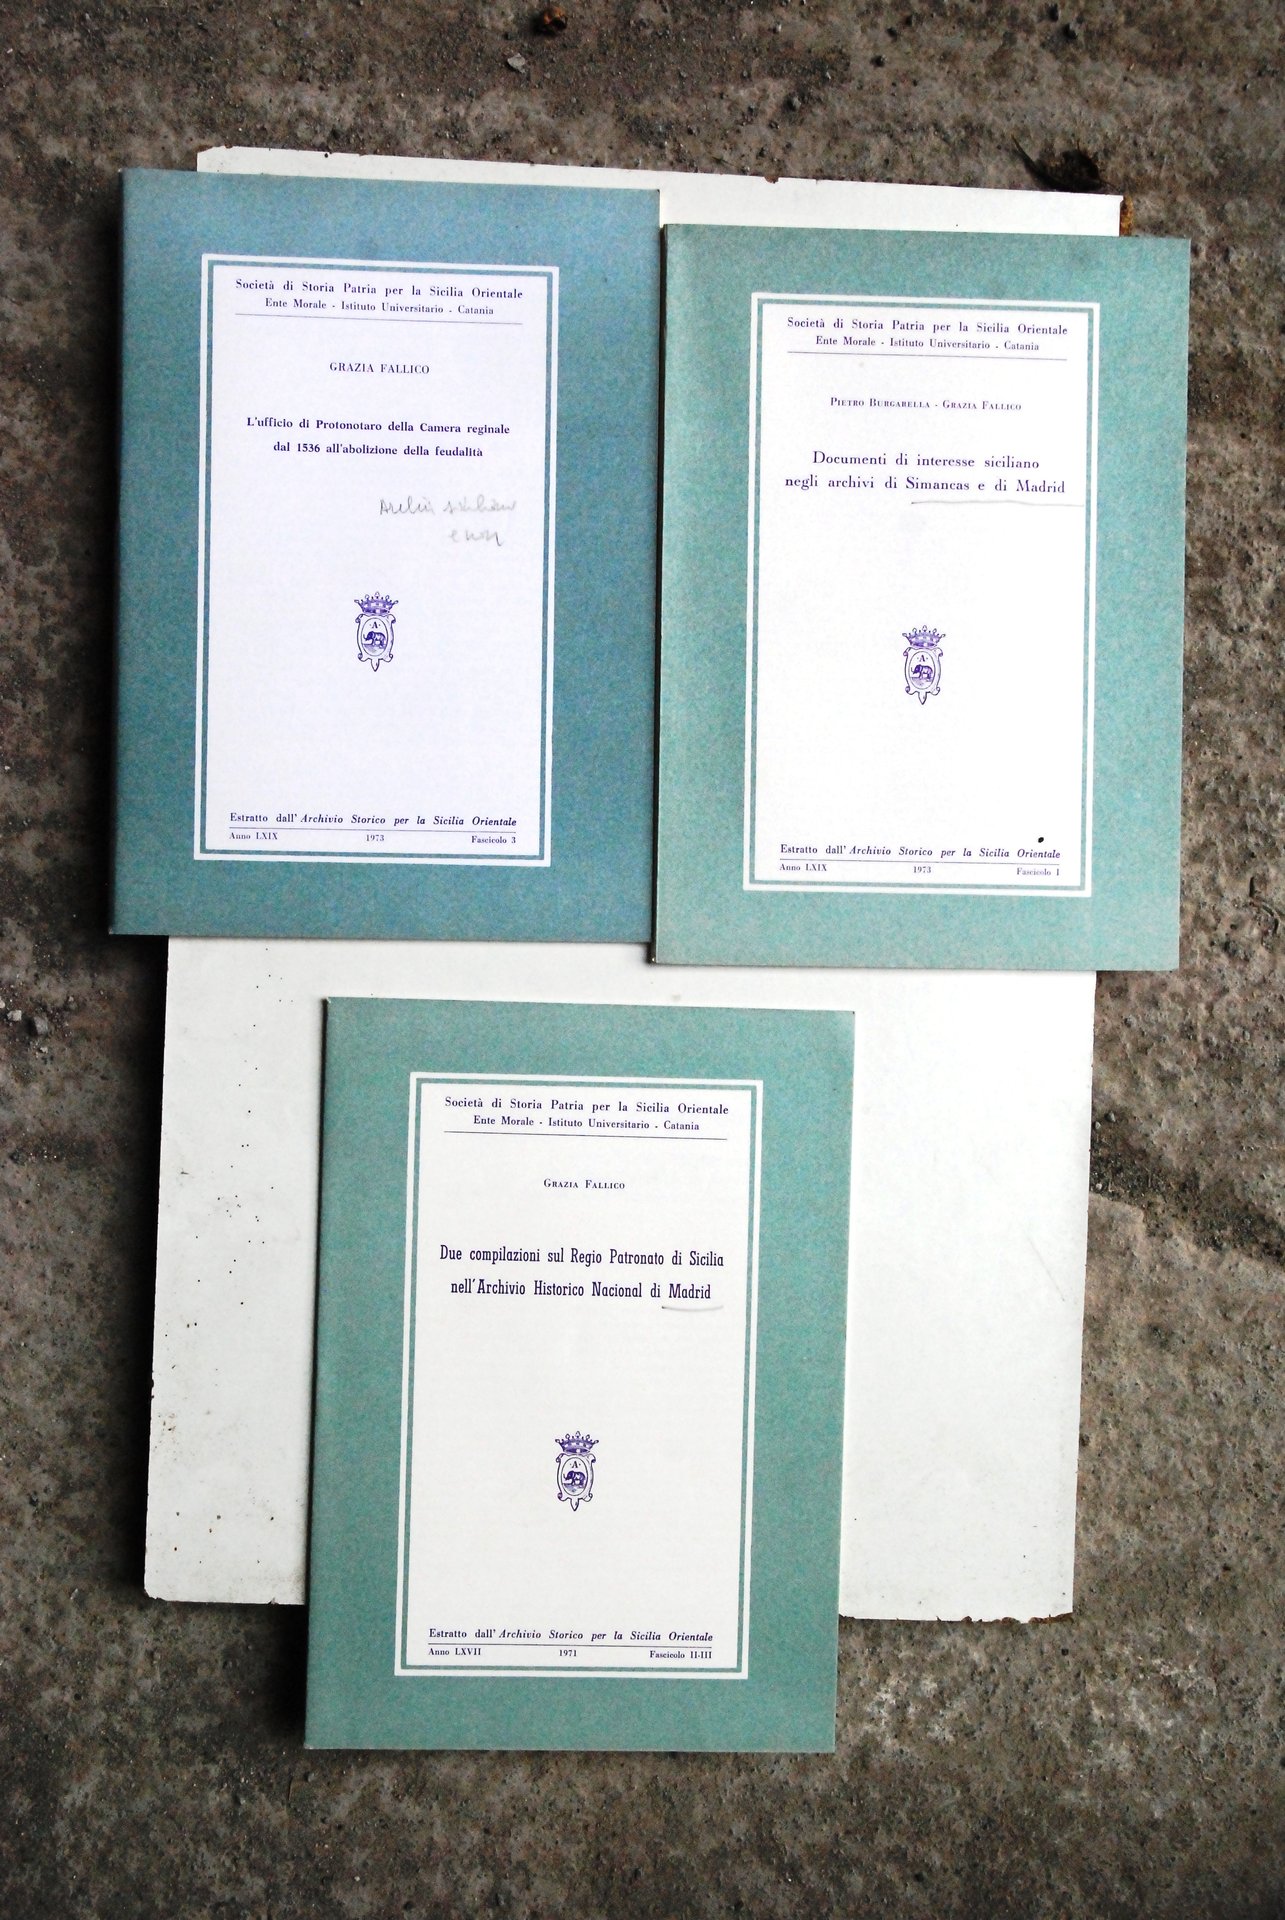 Società di Storia Patria per la Sicilia Orientale
Ente Morale - Istituto Universitario - Catania
GRAZIA FALLICO
L'ufficio di Protonotaro della Camera reginale
dal 1536 all'abolizione della feudalità
e non
A
Estratto dall'Archivio Storico per la Sicilia Orientale
Anno LXIX 1973 Fascicolo 3
Società di Storia Patria per la Sicilia Orientale
Ente Morale - Istituto Universitario - Catania
PIETRO BURGARELLA - GRAZIA FALLICO
Documenti di interesse siciliano
negli archivi di Simancas e di Madrid
A
Estratto dall'Archivio Storico per la Sicilia Orientale
Anno LXIX 1973 Fascicolo I
Società di Storia Patria per la Sicilia Orientale
Ente Morale - Istituto Universitario - Catania
GRAZIA FALLICO
Due compilazioni sul Regio Patronato di Sicilia
nell'Archivio Historico Nacional di Madrid
A
Estratto dall'Archivio Storico per la Sicilia Orientale
Anno LXVII 1971 Fascicolo II-III